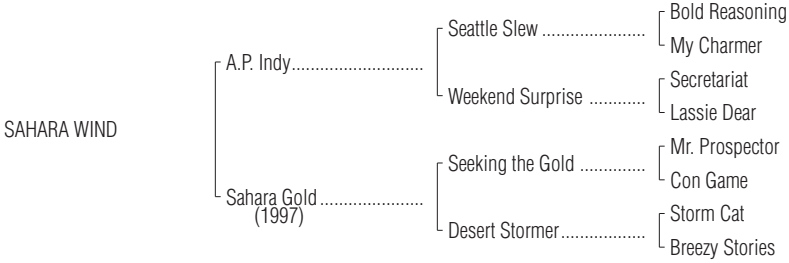 Bold Reasoning
Seattle Slew ......................
My Charmer
A.P. Indy............................
Secretariat
Weekend Surprise ............
Lassie Dear
SAHARA WIND
Mr. Prospector
Seeking the Gold ..............
Con Game
Sahara Gold ......................
(1997)
Storm Cat
Desert Stormer..................
Breezy Stories